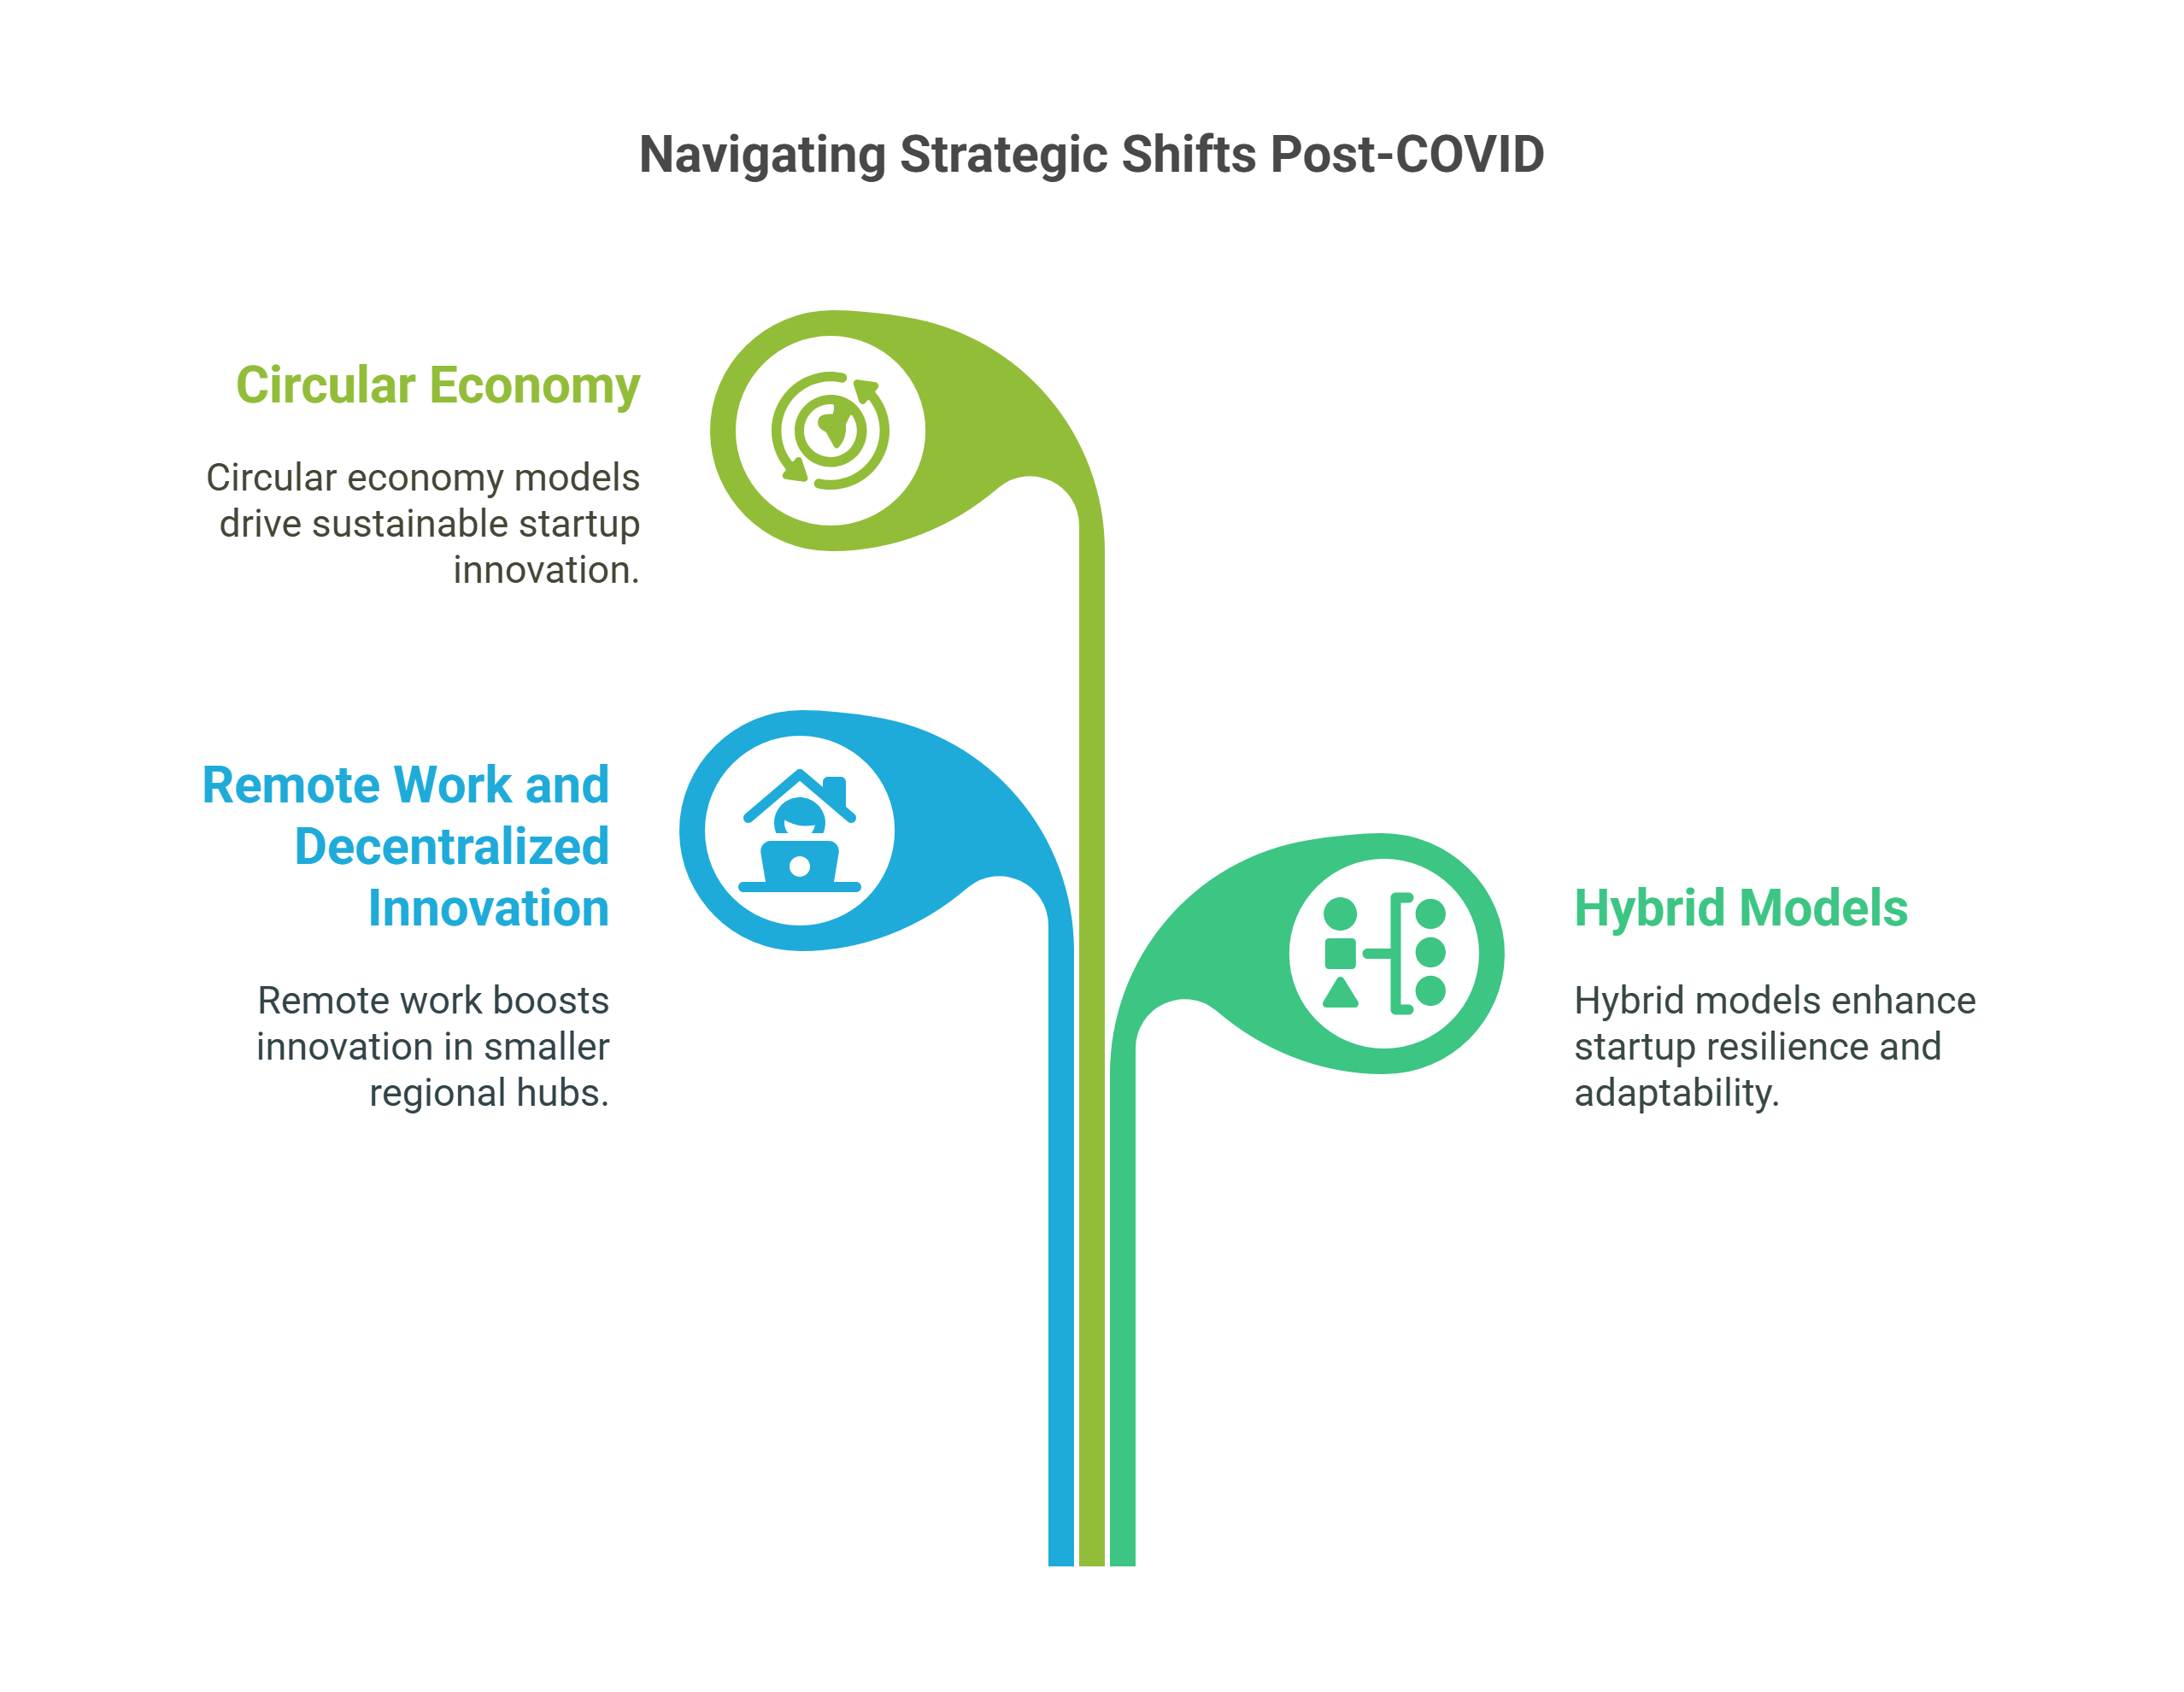 Navigating Strategic Shifts Post-COVID
Circular Economy
Circular economy models
drive sustainable startup
innovation.
Remote Work and
Decentralized
Innovation
Remote work boosts
innovation in smaller
regional hubs.
Hybrid Models
Hybrid models enhance
startup resilience and
adaptability.